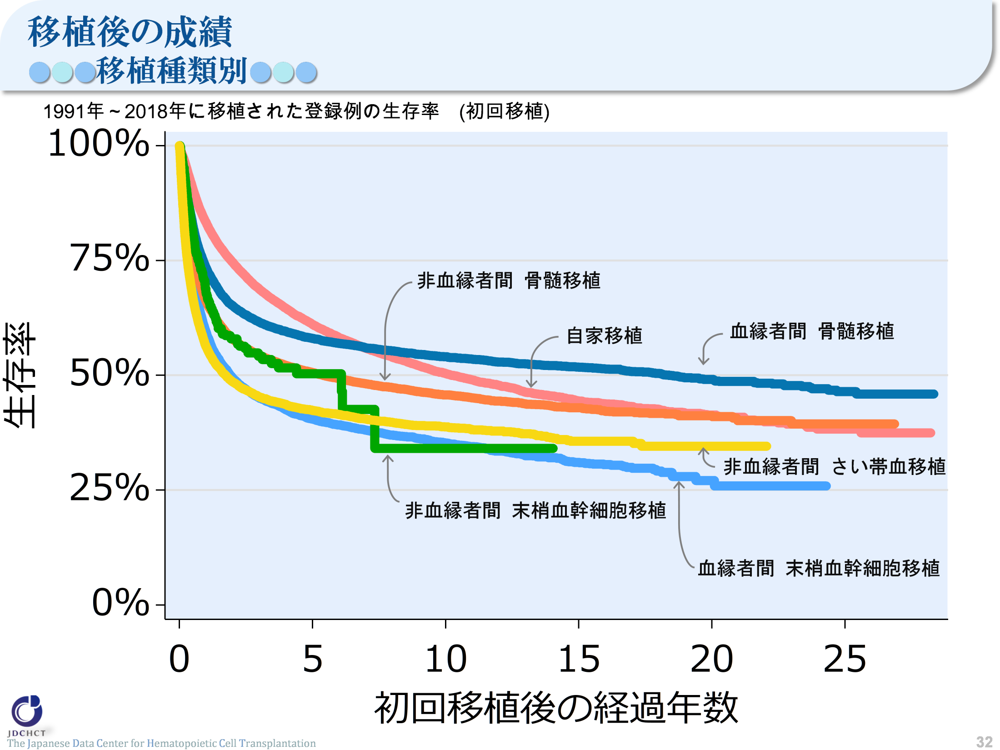 移植後の成績
移植種類別
1991年~2018年に移植された登録例の生存率　(初回移植)
100%
75%
50%
25%
0%
生存率
非血縁者間 骨髄移植
自家移植
血縁者間 骨髄移植
非血縁者間 さい帯血移植
非血縁者間 末梢血幹細胞移植
血縁者間 末梢血幹細胞移植
0 5 10 15 20 25
初回移植後の経過年数
JDCHCT
The Japanese Data Center for Hematopoietic Cell Transplantation
32